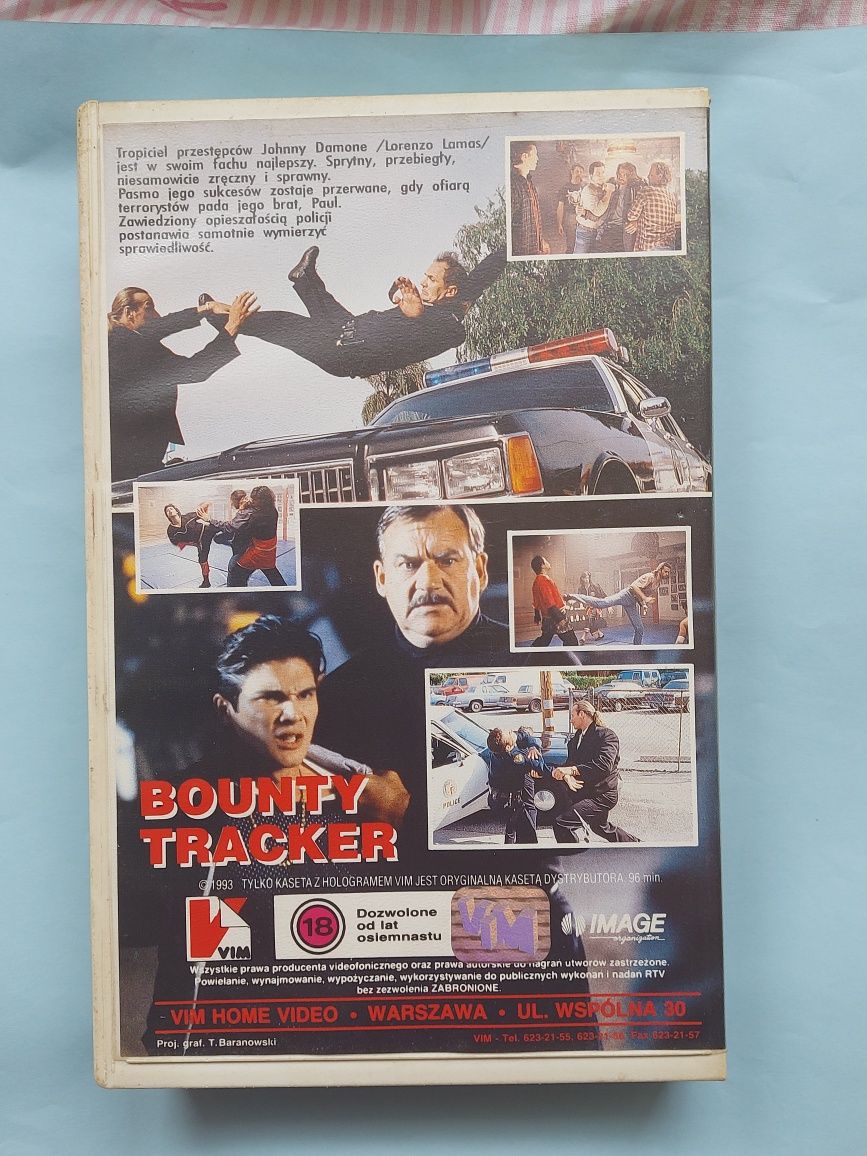 Tropiciel przestępców Johnny Damone /Lorenzo Lamas/
jest w swoim fachu najlepszy. Sprytny, przebiegły,
niesamowicie zręczny i sprawny.
Pasmo jego sukcesów zostaje przerwane, gdy ofiarą
terrorystów pada jego brat, Paul.
Zawiedziony opieszałością policji
postanawia samotnie wymierzyć
sprawiedliwość.
POLICE
BOUNTY
TRACKER
© 1993 TYLKO KASETA Z HOLOGRAMEM VIM JEST ORYGINALNĄ KASETĄ DYSTRYBUTORA. 96 min.
VIM
18
Dozwolone
od lat
osiemnastu
VIM
IMAGE
organization
Wszystkie prawa producenta videofonicznego oraz prawa autorskie do nagrań utworów zastrzeżone.
Powielanie, wynajmowanie, wypożyczanie, wykorzystywanie do publicznych wykonań i nadań RTV
bez zezwolenia ZABRONIONE.
VIM HOME VIDEO • WARSZAWA • UL. WSPÓLNA 30
Proj. graf. T. Baranowski
VIM - Tel. 623-21-55, Fax 623-21-57